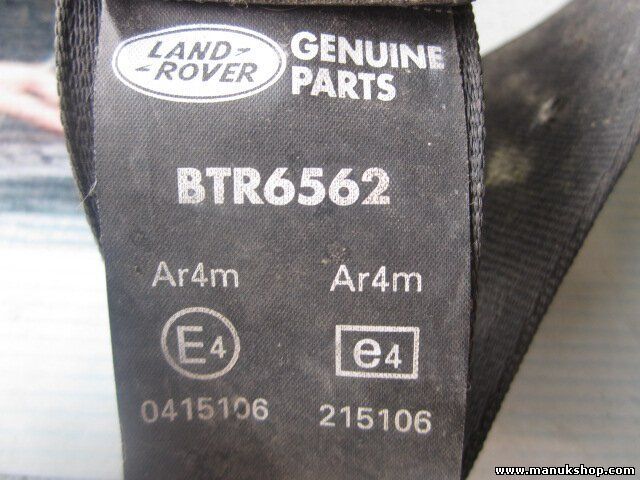 LAND ROVER
GENUINE
PARTS
BTR6562
Ar4m Ar4m
E4 e4
0415106 215106
www.manukshop.com